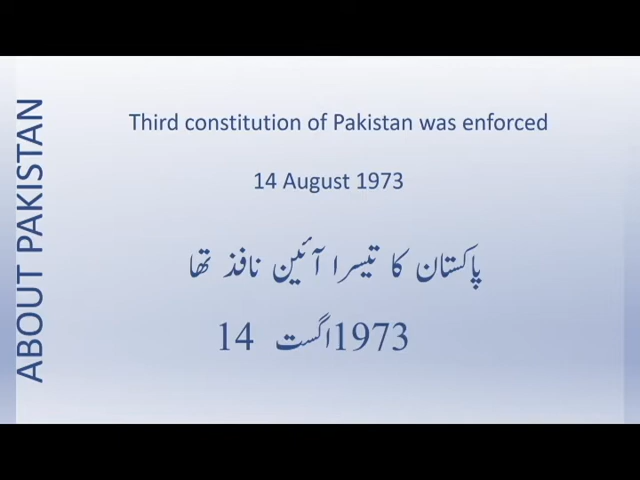 ABOUT PAKISTAN
Third constitution of Pakistan was enforced
14 August 1973
پاکستان کا تیسرا آئین نافذ تھا
14 اگست 1973